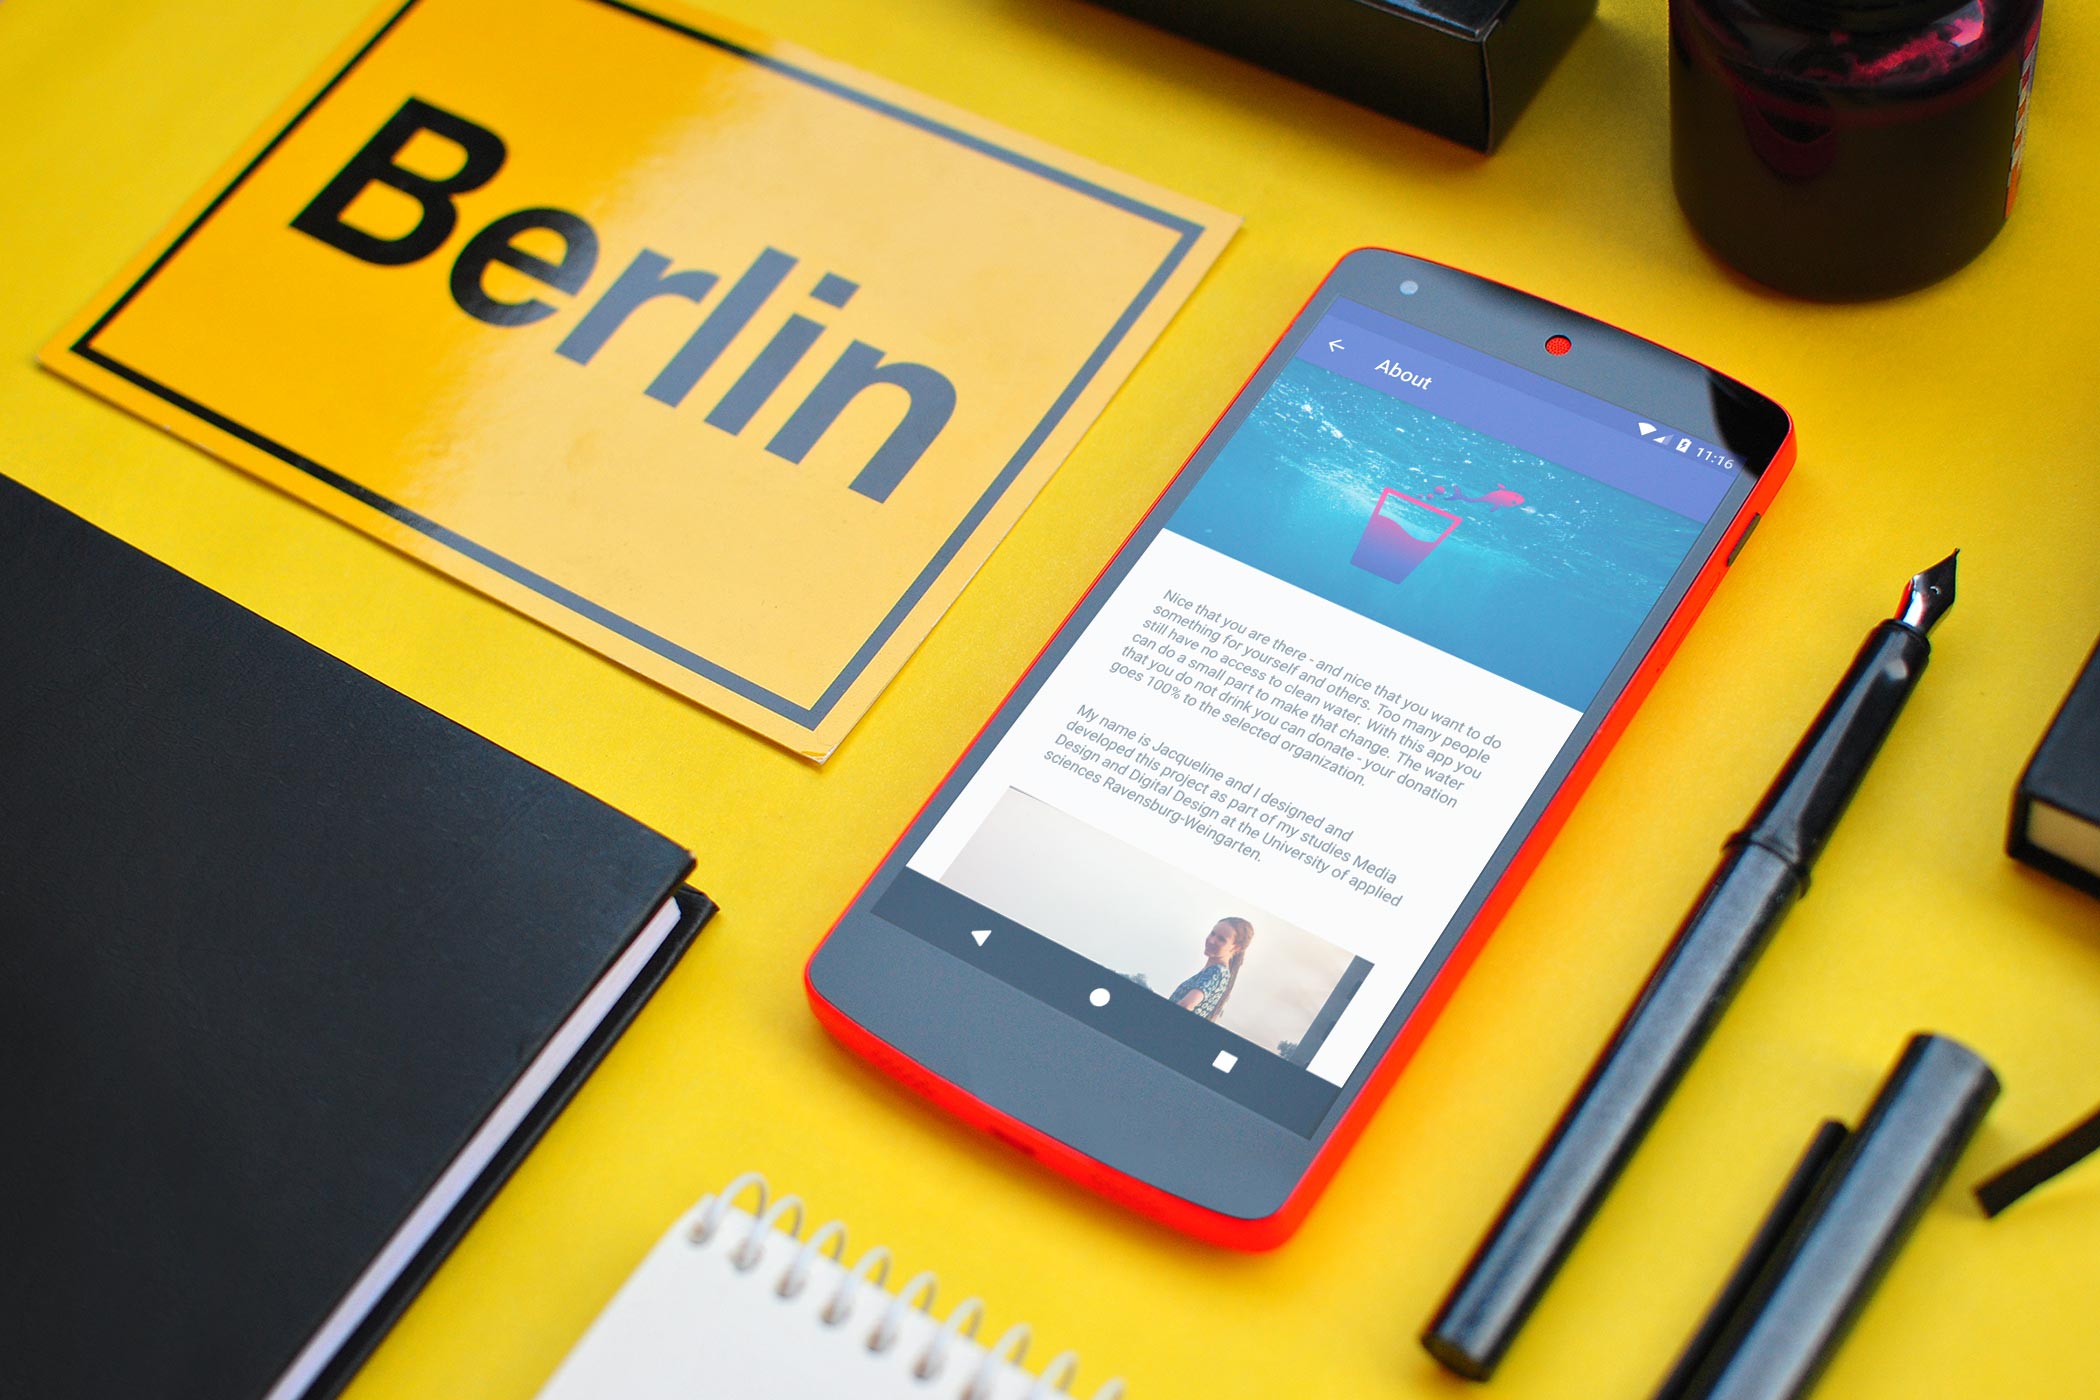 Berlin
11:16
About
Nice that you are there - and nice that you want to do
something for yourself and others. Too many people
still have no access to clean water. With this app you
can do a small part to make that change. The water
that you do not drink you can donate - your donation
goes 100% to the selected organization.
My name is Jacqueline and I designed and
developed this project as part of my studies Media
Design and Digital Design at the University of applied
sciences Ravensburg-Weingarten.